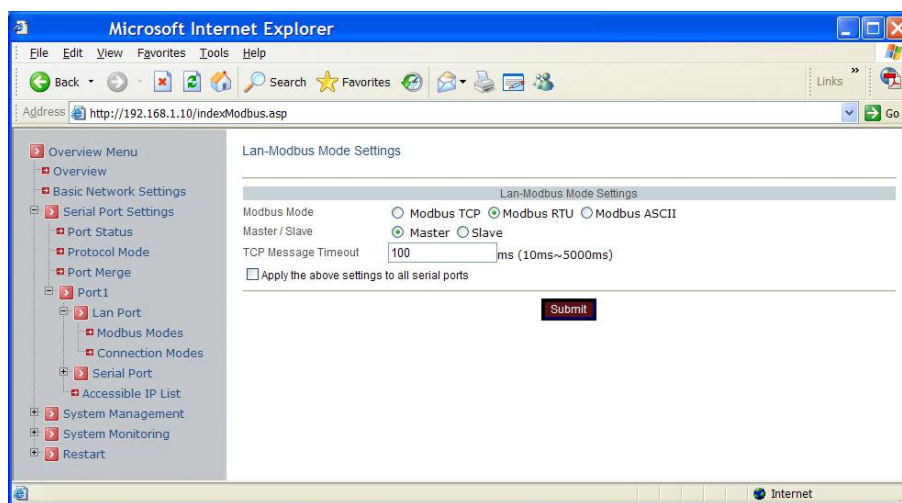 Microsoft Internet Explorer
File Edit View Favorites Tools Help
Back Search Favorites Links »
Address http://192.168.1.10/indexModbus.asp Go
Overview Menu
Overview
Basic Network Settings
Serial Port Settings
Port Status
Protocol Mode
Port Merge
Port1
Lan Port
Modbus Modes
Connection Modes
Serial Port
Accessible IP List
System Management
System Monitoring
Restart
Lan-Modbus Mode Settings
Lan-Modbus Mode Settings
Modbus Mode Modbus TCP Modbus RTU Modbus ASCII
Master / Slave Master Slave
TCP Message Timeout 100 ms (10ms~5000ms)
Apply the above settings to all serial ports
Submit
Internet